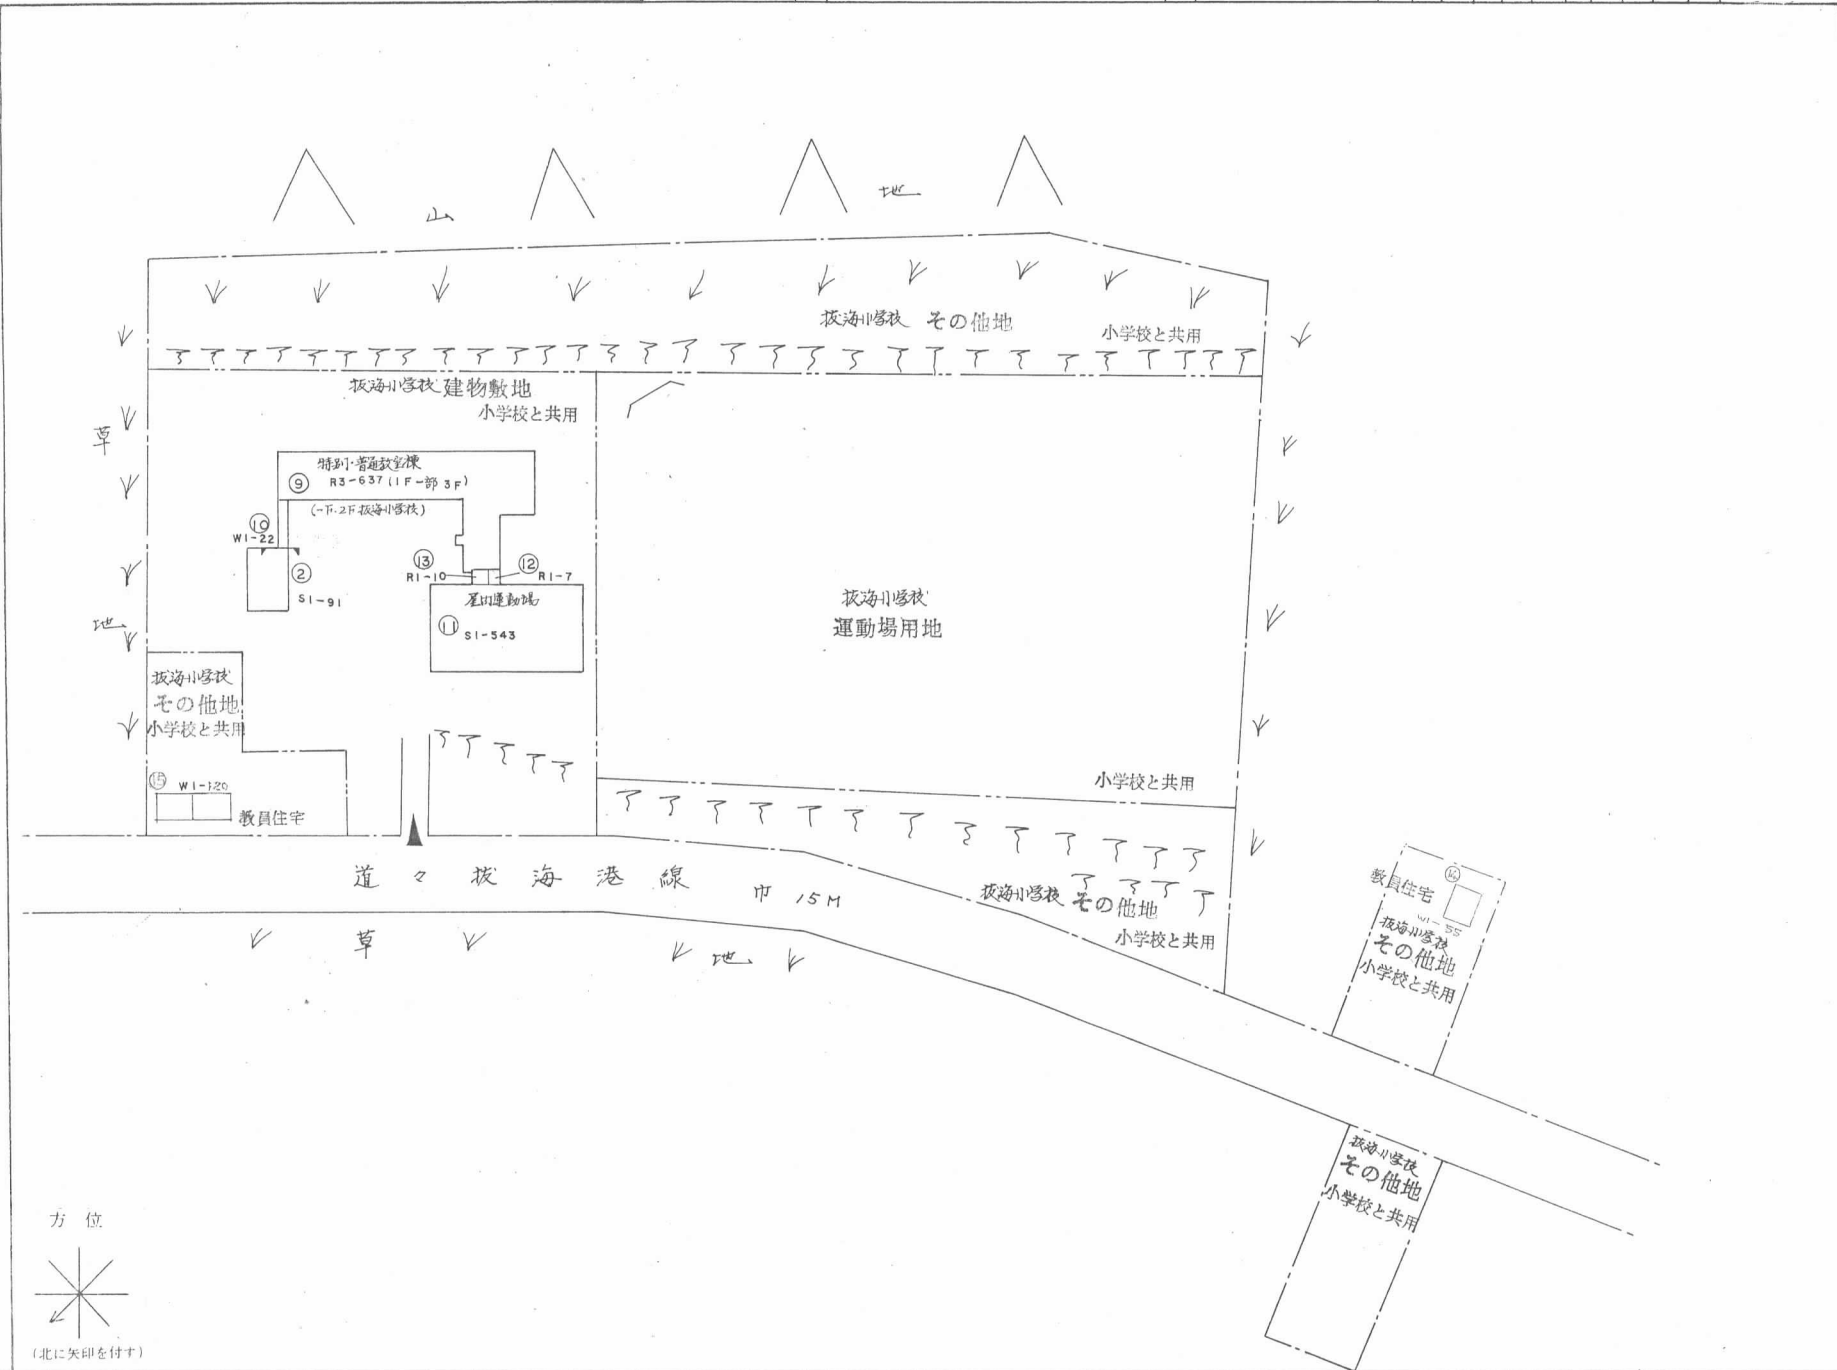 山　地
抜海小学校 その他地
小学校と共用
抜海小学校 建物敷地
小学校と共用
草　地
特別・普通教室棟
⑨ R3-637 (1F一部3F)
(一F.2F抜海小学校)
⑩
W1-22
②
S1-91
⑬
R1-10
⑫
R1-7
屋内運動場
⑪ S1-543
抜海小学校
運動場用地
小学校と共用
抜海小学校
その他地
小学校と共用
⑮ W1-120
教員住宅
道々抜海港線　巾 15M
抜海小学校 その他地
小学校と共用
草　地
⑭
教員住宅
W1-55
抜海小学校
その他地
小学校と共用
抜海小学校
その他地
小学校と共用
方 位
(北に矢印を付す)